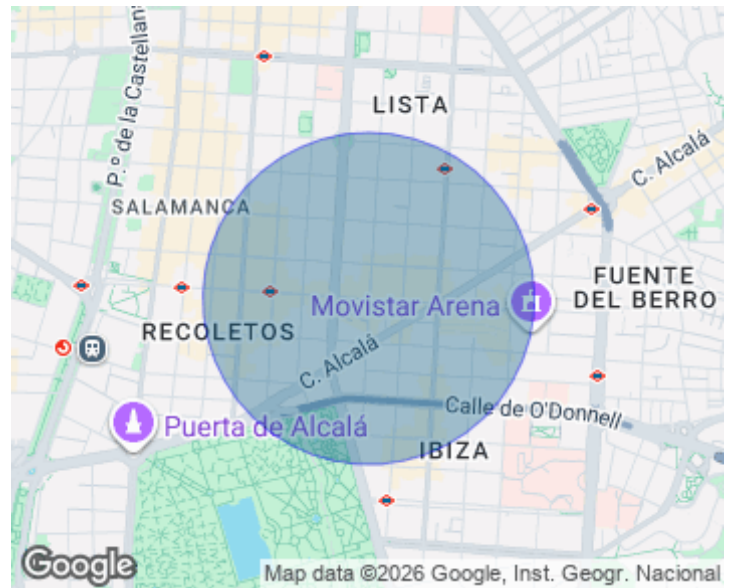 P.º de la Castellan
LISTA
C. Alcalá
SALAMANCA
FUENTE
DEL BERRO
Movistar Arena
RECOLETOS
C. Alcalá
Calle de O'Donnell
Puerta de Alcalá
IBIZA
Google
Map data ©2026 Google, Inst. Geogr. Nacional